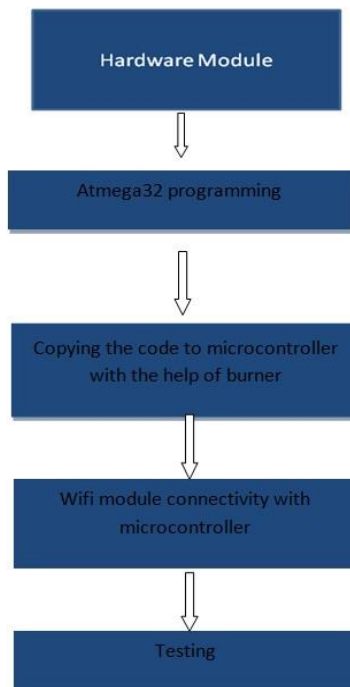 Hardware Module
Atmega32 programming
Copying the code to microcontroller
with the help of burner
Wifi module connectivity with
microcontroller
Testing